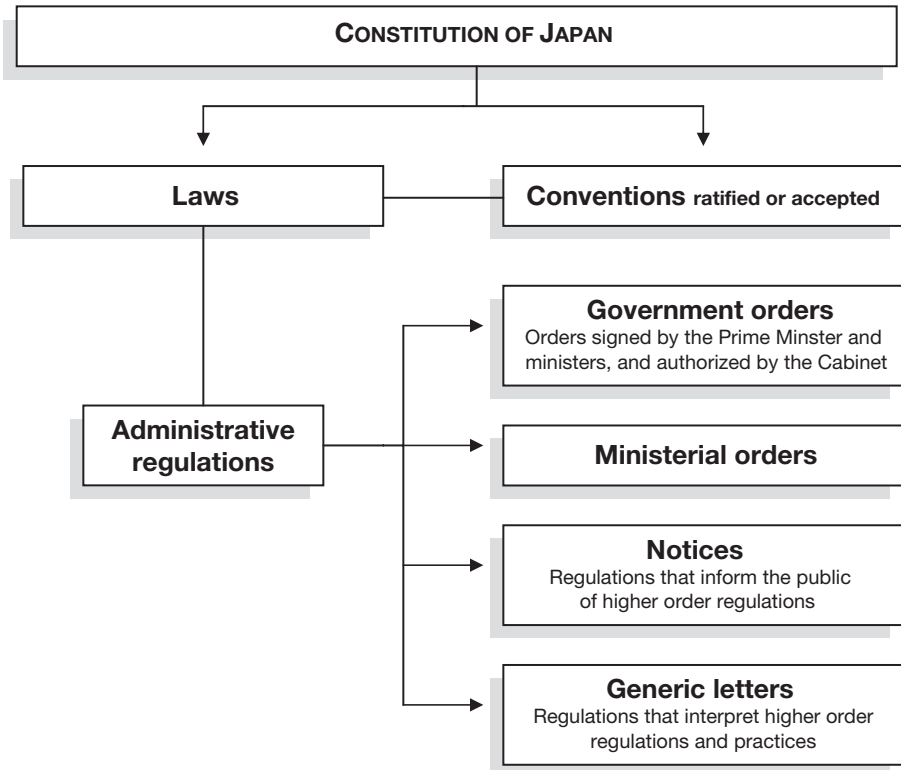 CONSTITUTION OF JAPAN
Laws
Conventions ratified or accepted
Government orders
Orders signed by the Prime Minster and
ministers, and authorized by the Cabinet
Administrative
regulations
Ministerial orders
Notices
Regulations that inform the public
of higher order regulations
Generic letters
Regulations that interpret higher order
regulations and practices